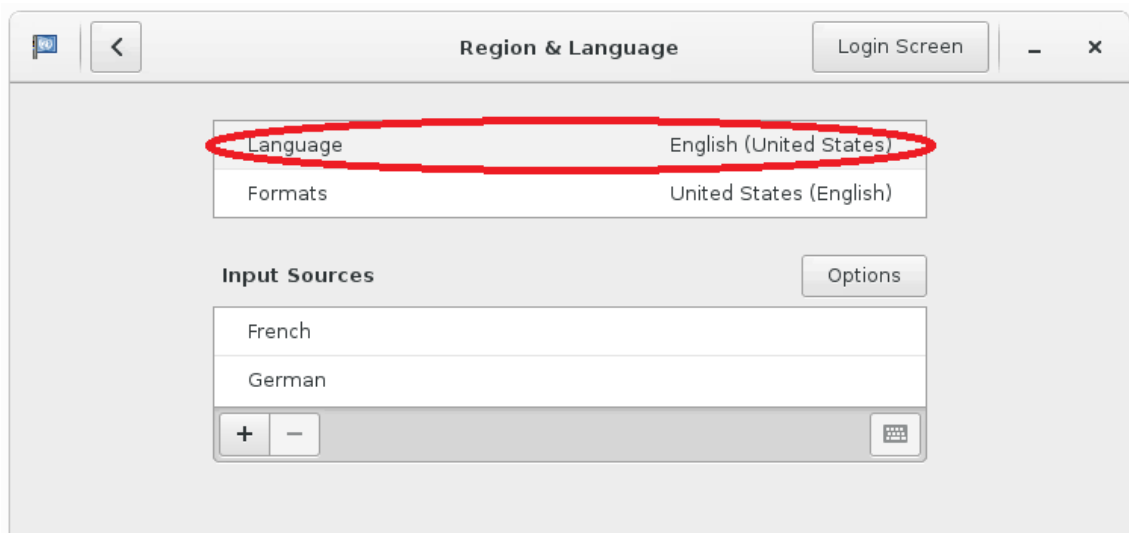 Region & Language
Login Screen
Language English (United States)
Formats United States (English)
Input Sources
Options
French
German